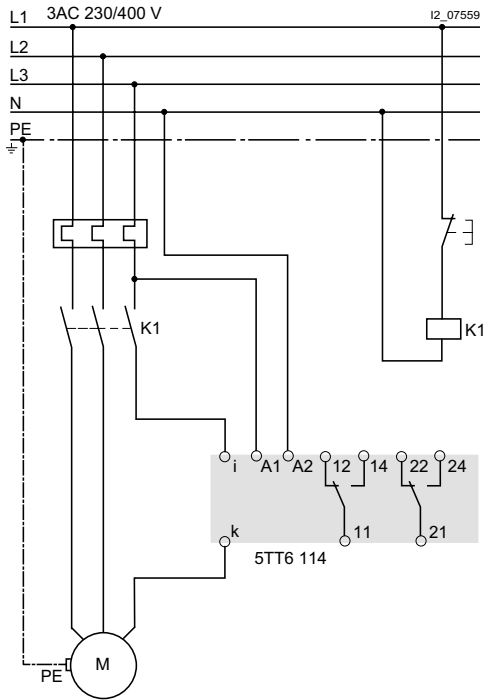 L1 3AC 230/400 V I2_07559
L2
L3
N
PE
K1
K1
i A1 A2 12 14 22 24
k 11 21
5TT6 114
M
PE